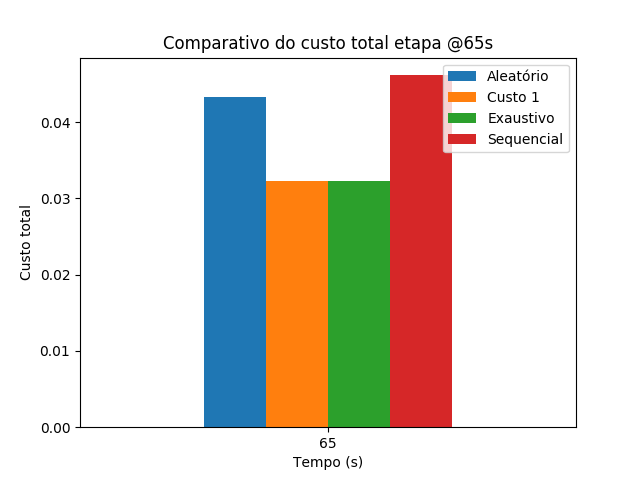 Comparativo do custo total etapa @65s
Aleatório
Custo 1
Exaustivo
Sequencial
Custo total
0.04
0.03
0.02
0.01
0.00
65
Tempo (s)